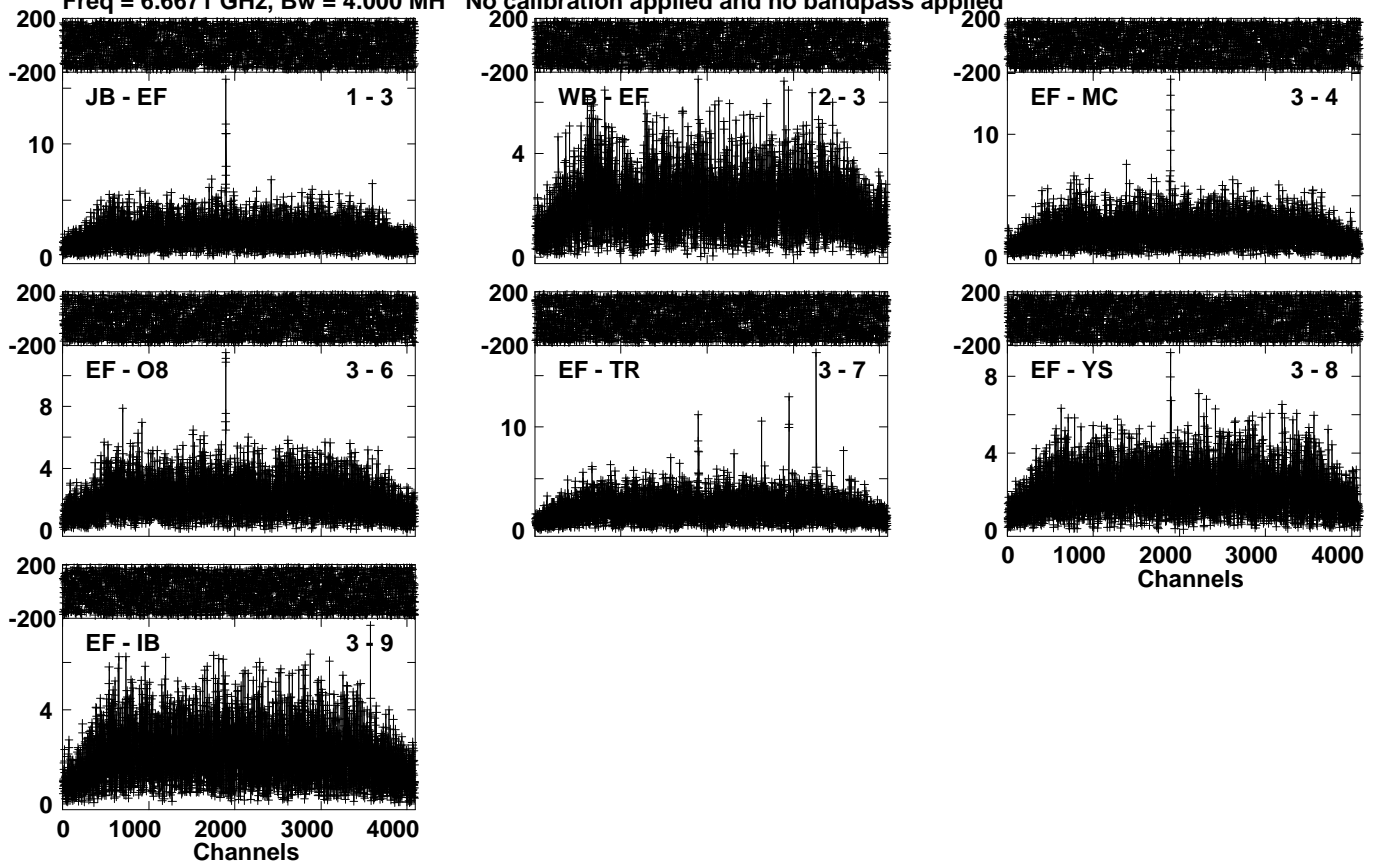 Freq = 6.6671 GHz, Bw = 4.000 MH   No calibration applied and no bandpass applied
200 200 200
-200 -200 -200
JB - EF 1 - 3 WB - EF 2 - 3 EF - MC 3 - 4
10 4 10
0 0 0
200 200 200
-200 -200 -200
EF - O8 3 - 6 EF - TR 3 - 7 EF - YS 3 - 8
8 10 8
4 4
0 0 0
0 1000 2000 3000 4000
Channels
200
-200
EF - IB 3 - 9
4
0
0 1000 2000 3000 4000
Channels